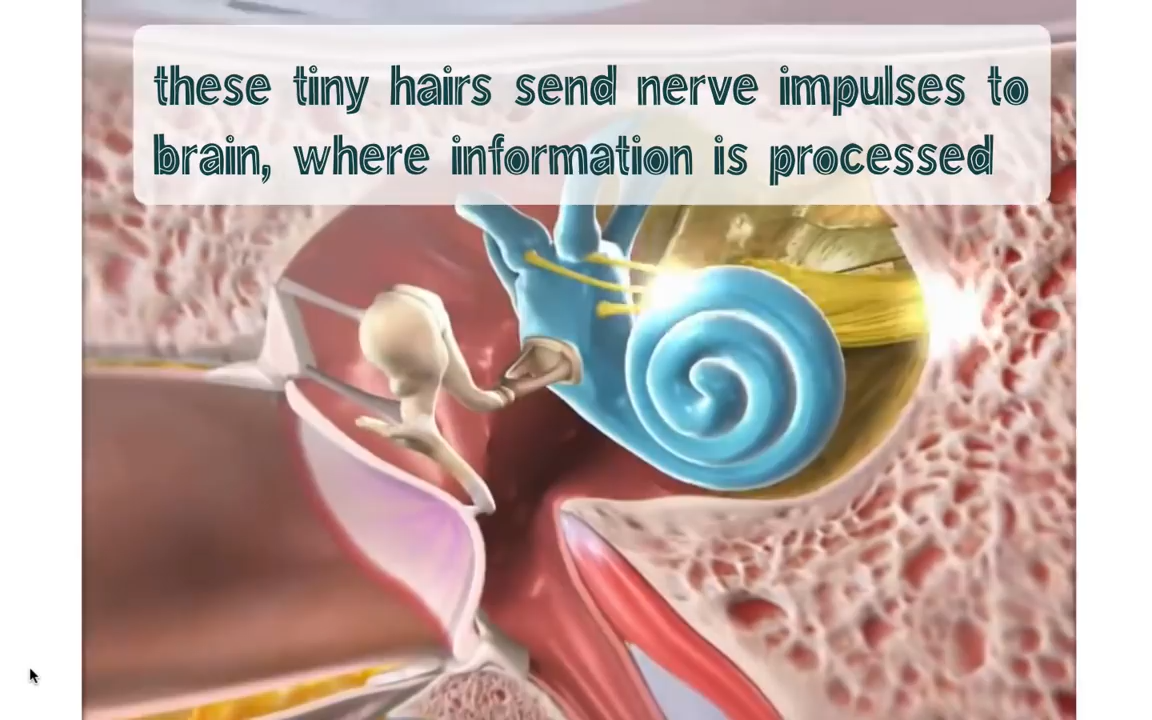 these tiny hairs send nerve impulses to
brain, where information is processed